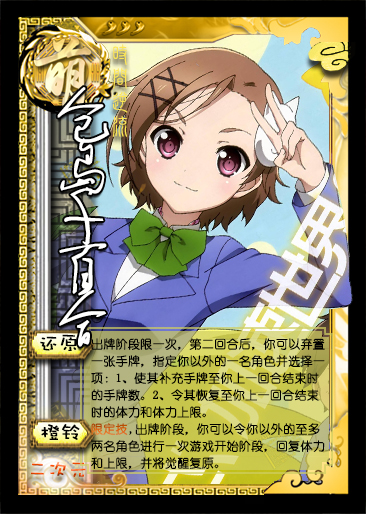 萌
时间逆流
仓岛千百合
世界
还原
出牌阶段限一次，第二回合后，你可以弃置
一张手牌，指定你以外的一名角色并选择一
项：1、使其补充手牌至你上一回合结束时
的手牌数。2、令其恢复至你上一回合结束
时的体力和体力上限。
橙铃
限定技，出牌阶段，你可以令你以外的至多
两名角色进行一次游戏开始阶段，回复体力
和上限，并将觉醒复原。
二次元